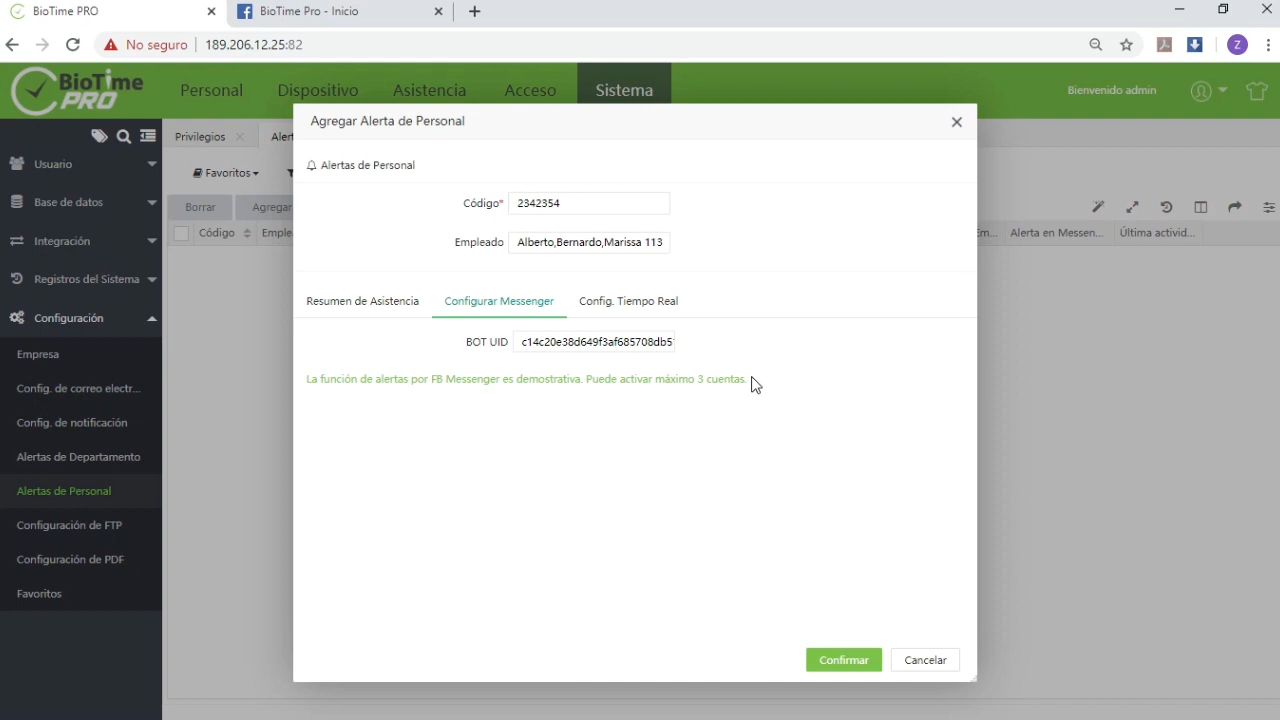 BioTime PRO
BioTime Pro - Inicio
No seguro
189.206.12.25:82
Z
BioTime
PRO
Personal
Dispositivo
Asistencia
Acceso
Sistema
Bienvenido admin
Usuario
Base de datos
Integración
Registros del Sistema
Configuración
Empresa
Config. de correo electr...
Config. de notificación
Alertas de Departamento
Alertas de Personal
Configuración de FTP
Configuración de PDF
Favoritos
Privilegios
Alert
Favoritos
Borrar
Agregar
Código
Emple
Em...
Alerta en Messen...
Última activid...
Agregar Alerta de Personal
Alertas de Personal
Código* 2342354
Empleado Alberto,Bernardo,Marissa 113
Resumen de Asistencia
Configurar Messenger
Config. Tiempo Real
BOT UID c14c20e38d649f3af685708db5
La función de alertas por FB Messenger es demostrativa. Puede activar máximo 3 cuentas.
Confirmar
Cancelar